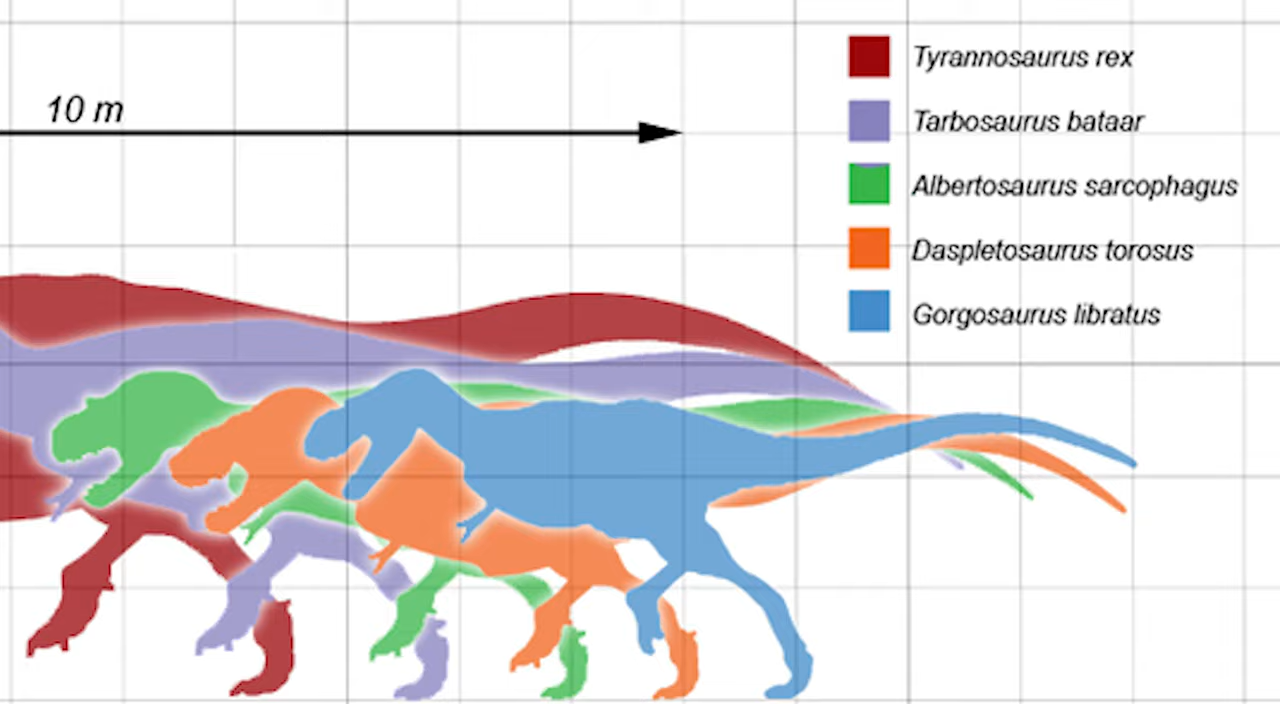 10 m
Tyrannosaurus rex
Tarbosaurus bataar
Albertosaurus sarcophagus
Daspletosaurus torosus
Gorgosaurus libratus